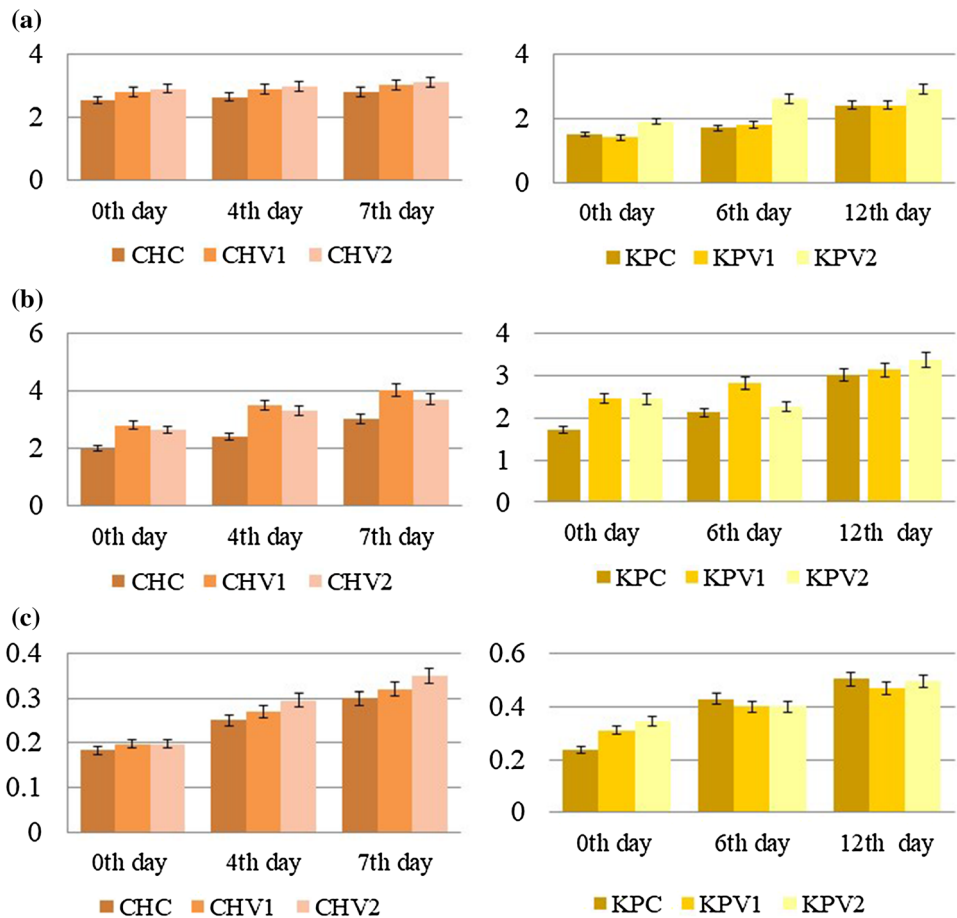 (a)
4
2
0
0th day 4th day 7th day
CHC CHV1 CHV2
4
2
0
0th day 6th day 12th day
KPC KPV1 KPV2
(b)
6
4
2
0
0th day 4th day 7th day
CHC CHV1 CHV2
4
3
2
1
0
0th day 6th day 12th day
KPC KPV1 KPV2
(c)
0.4
0.3
0.2
0.1
0
0th day 4th day 7th day
CHC CHV1 CHV2
0.6
0.4
0.2
0
0th day 6th day 12th day
KPC KPV1 KPV2